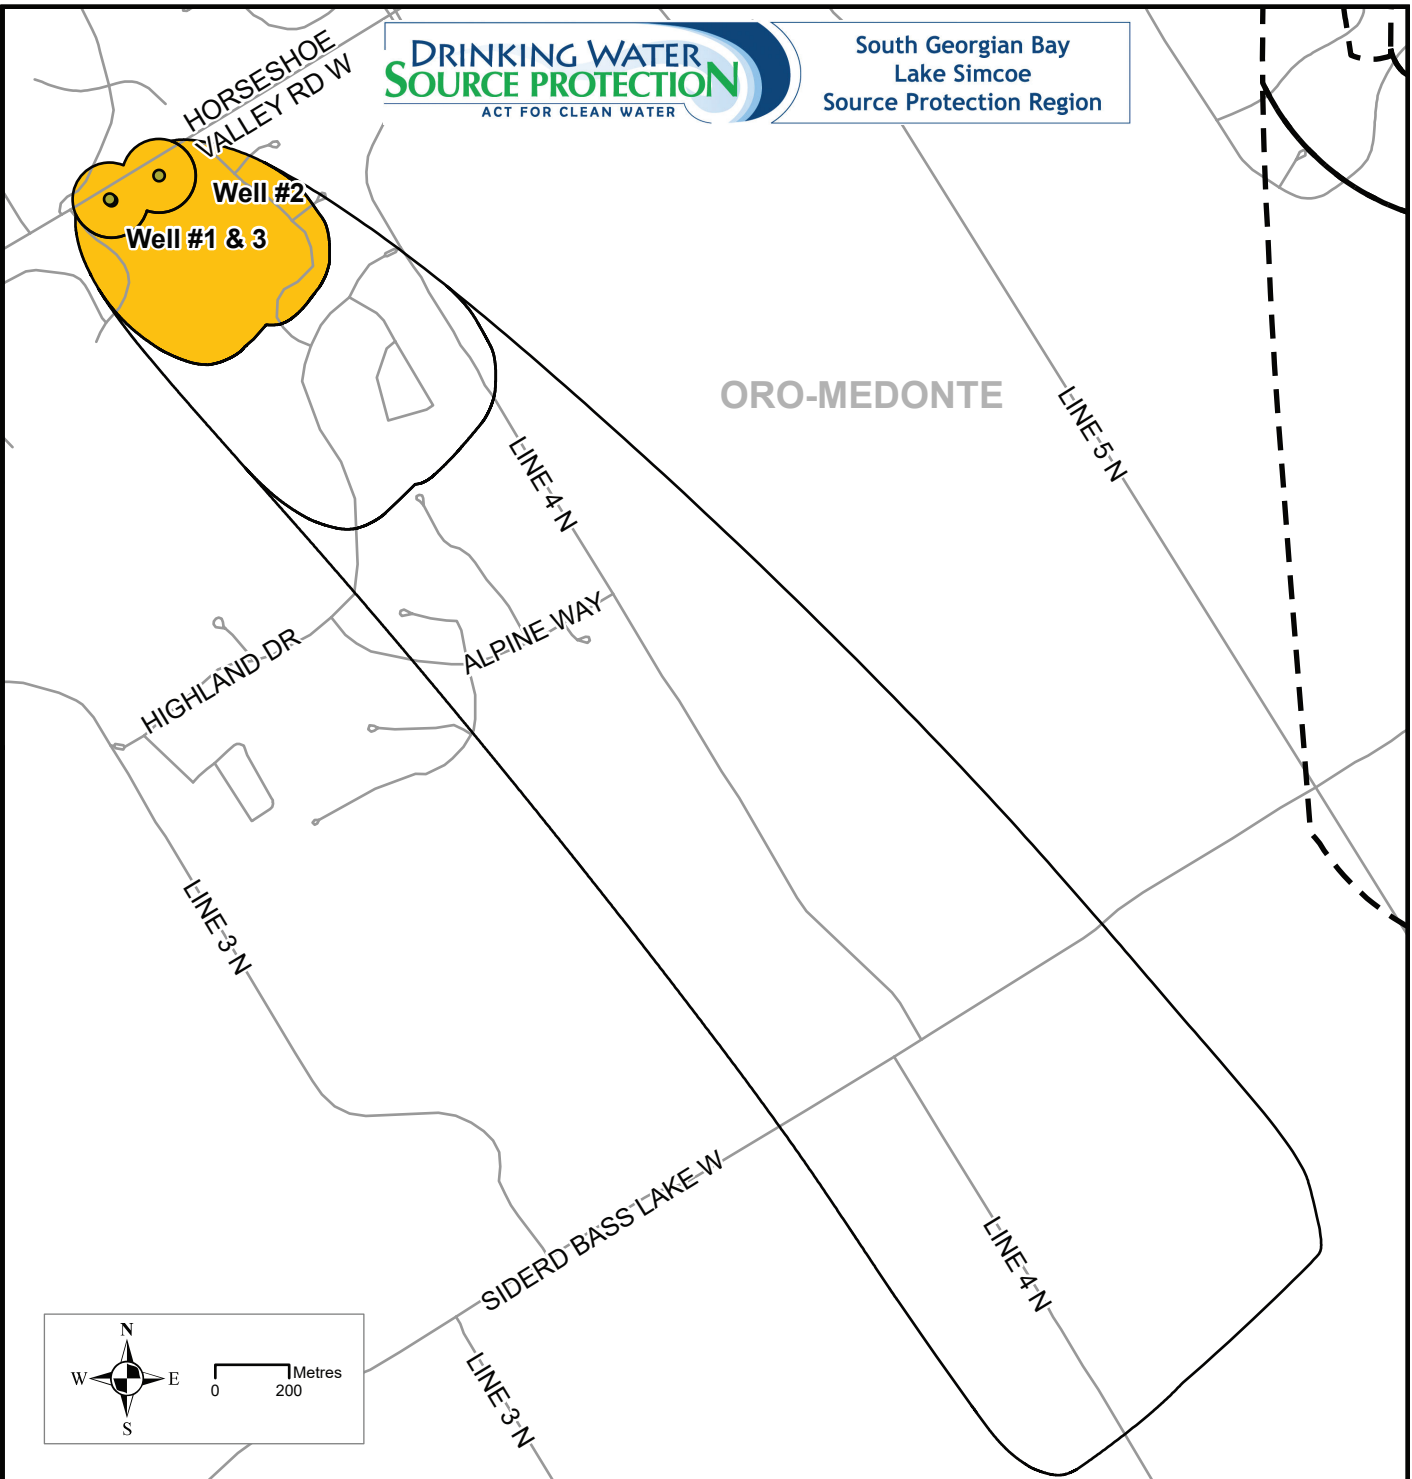 DRINKING WATER
SOURCE PROTECTION
ACT FOR CLEAN WATER
South Georgian Bay
Lake Simcoe
Source Protection Region
HORSESHOE
VALLEY RD W
Well #2
Well #1 & 3
ORO-MEDONTE
LINE 5 N
LINE 4 N
ALPINE WAY
HIGHLAND DR
LINE 3 N
SIDERD BASS LAKE W
LINE 4 N
LINE 3 N
N
W
E
S
Metres
0
200